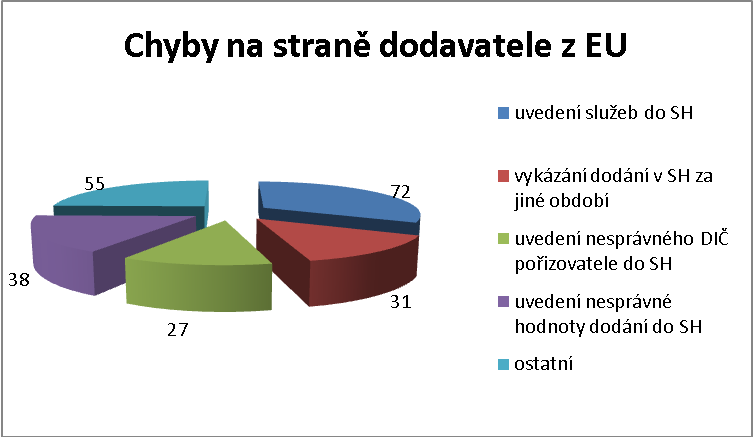 Chyby na straně dodavatele z EU
uvedení služeb do SH
vykázání dodání v SH za
jiné období
uvedení nesprávného DIČ
pořizovatele do SH
uvedení nesprávné
hodnoty dodání do SH
ostatní
55
72
38
31
27